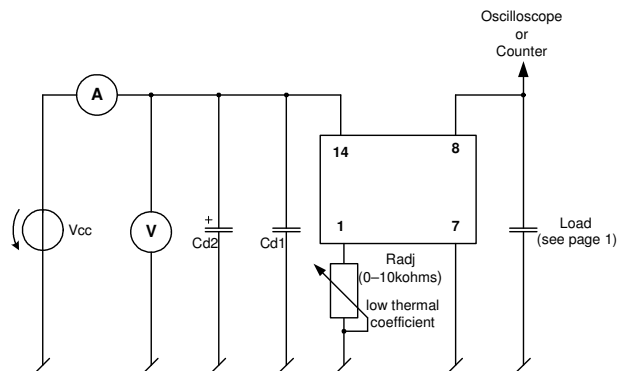 Oscilloscope
or
Counter
A
14
8
Vcc
V
+
Cd2
Cd1
1
7
Load
(see page 1)
Radj
(0–10kohms)
low thermal
coefficient